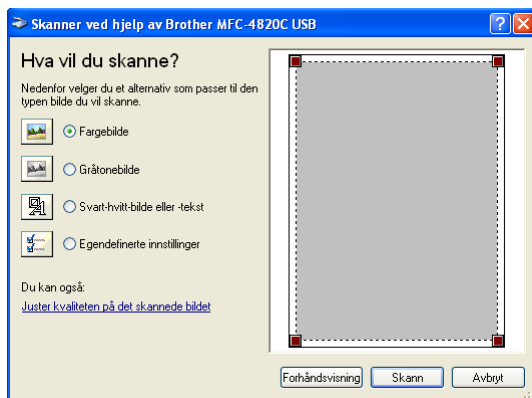 Skanner ved hjelp av Brother MFC-4820C USB
Hva vil du skanne?
Nedenfor velger du et alternativ som passer til den
typen bilde du vil skanne.
Fargebilde
Gråtonebilde
Svart-hvitt-bilde eller -tekst
Egendefinerte innstillinger
Du kan også:
Juster kvaliteten på det skannede bildet
Forhåndsvisning Skann Avbryt